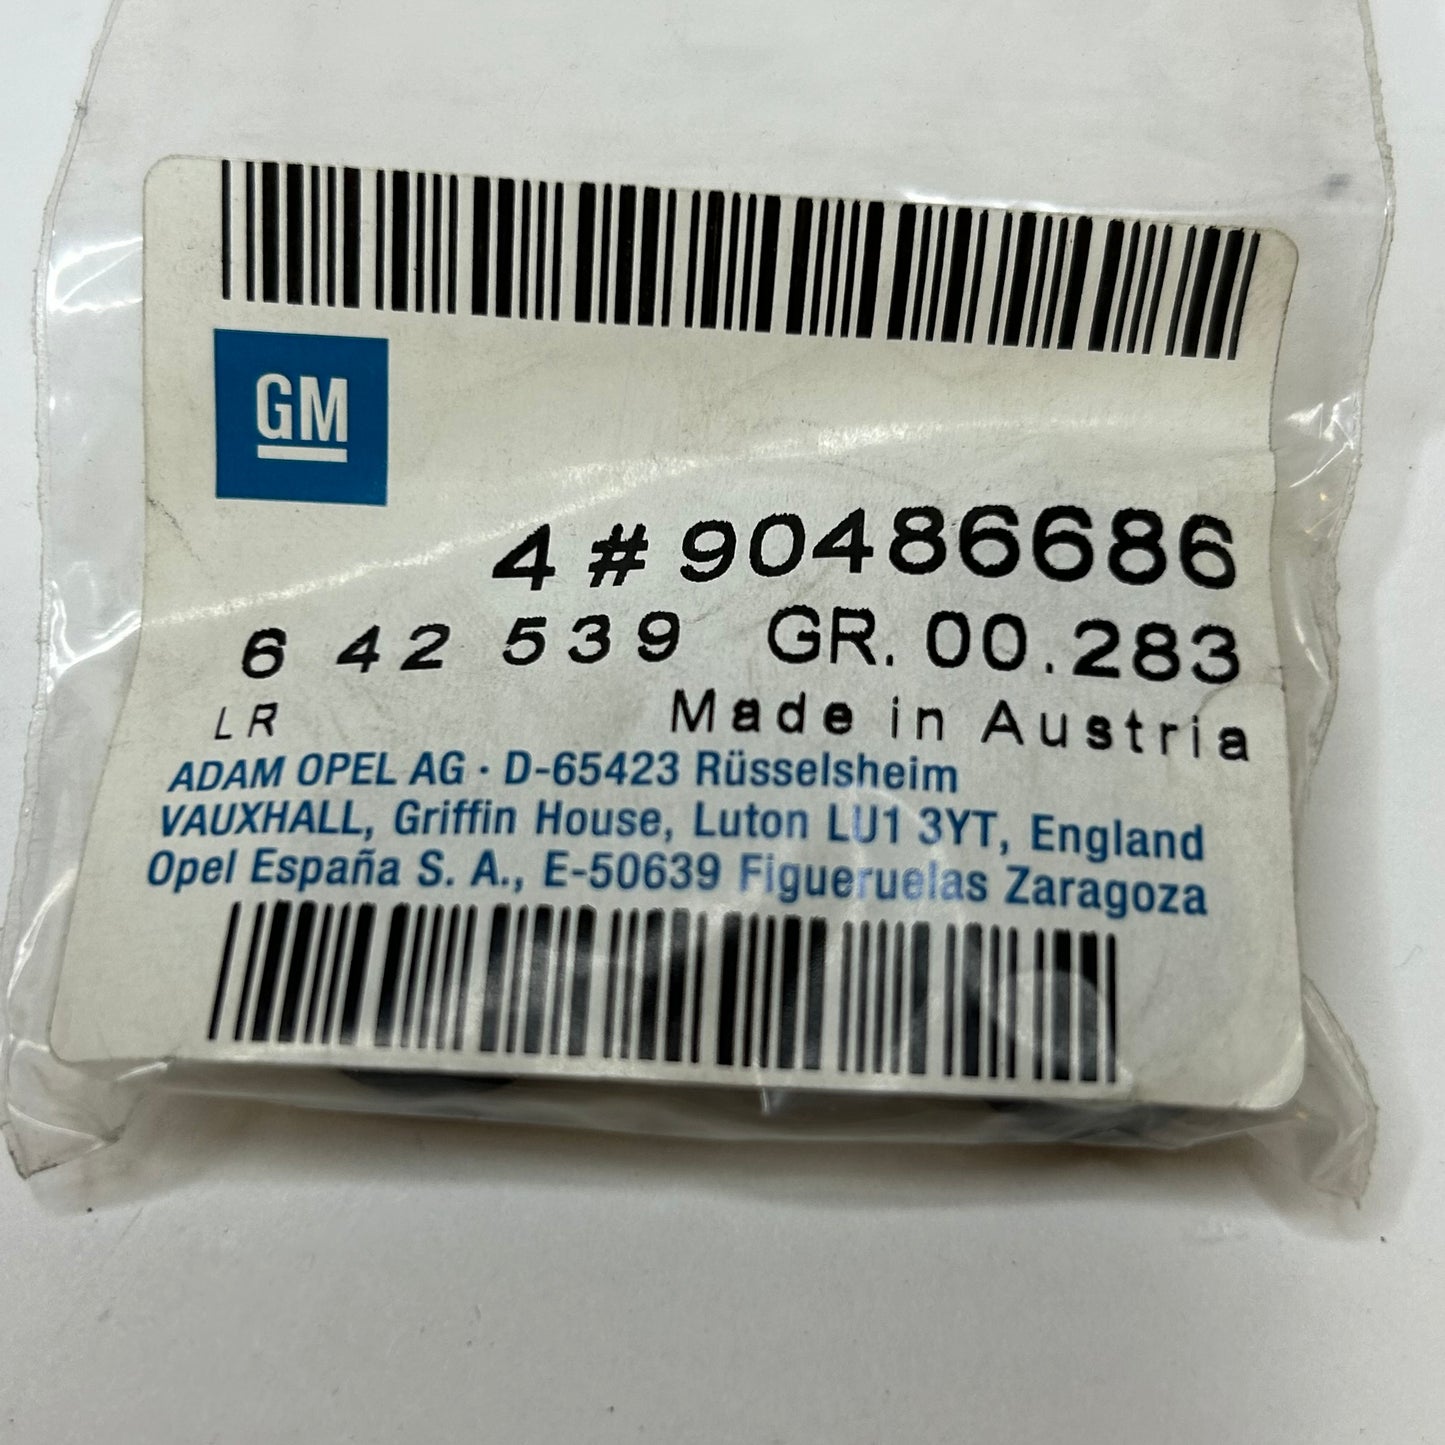 GM
4 # 90486686
6 42 539 GR. 00.283
LR Made in Austria
ADAM OPEL AG · D-65423 Rüsselsheim
VAUXHALL, Griffin House, Luton LU1 3YT, England
Opel España S. A., E-50639 Figueruelas Zaragoza